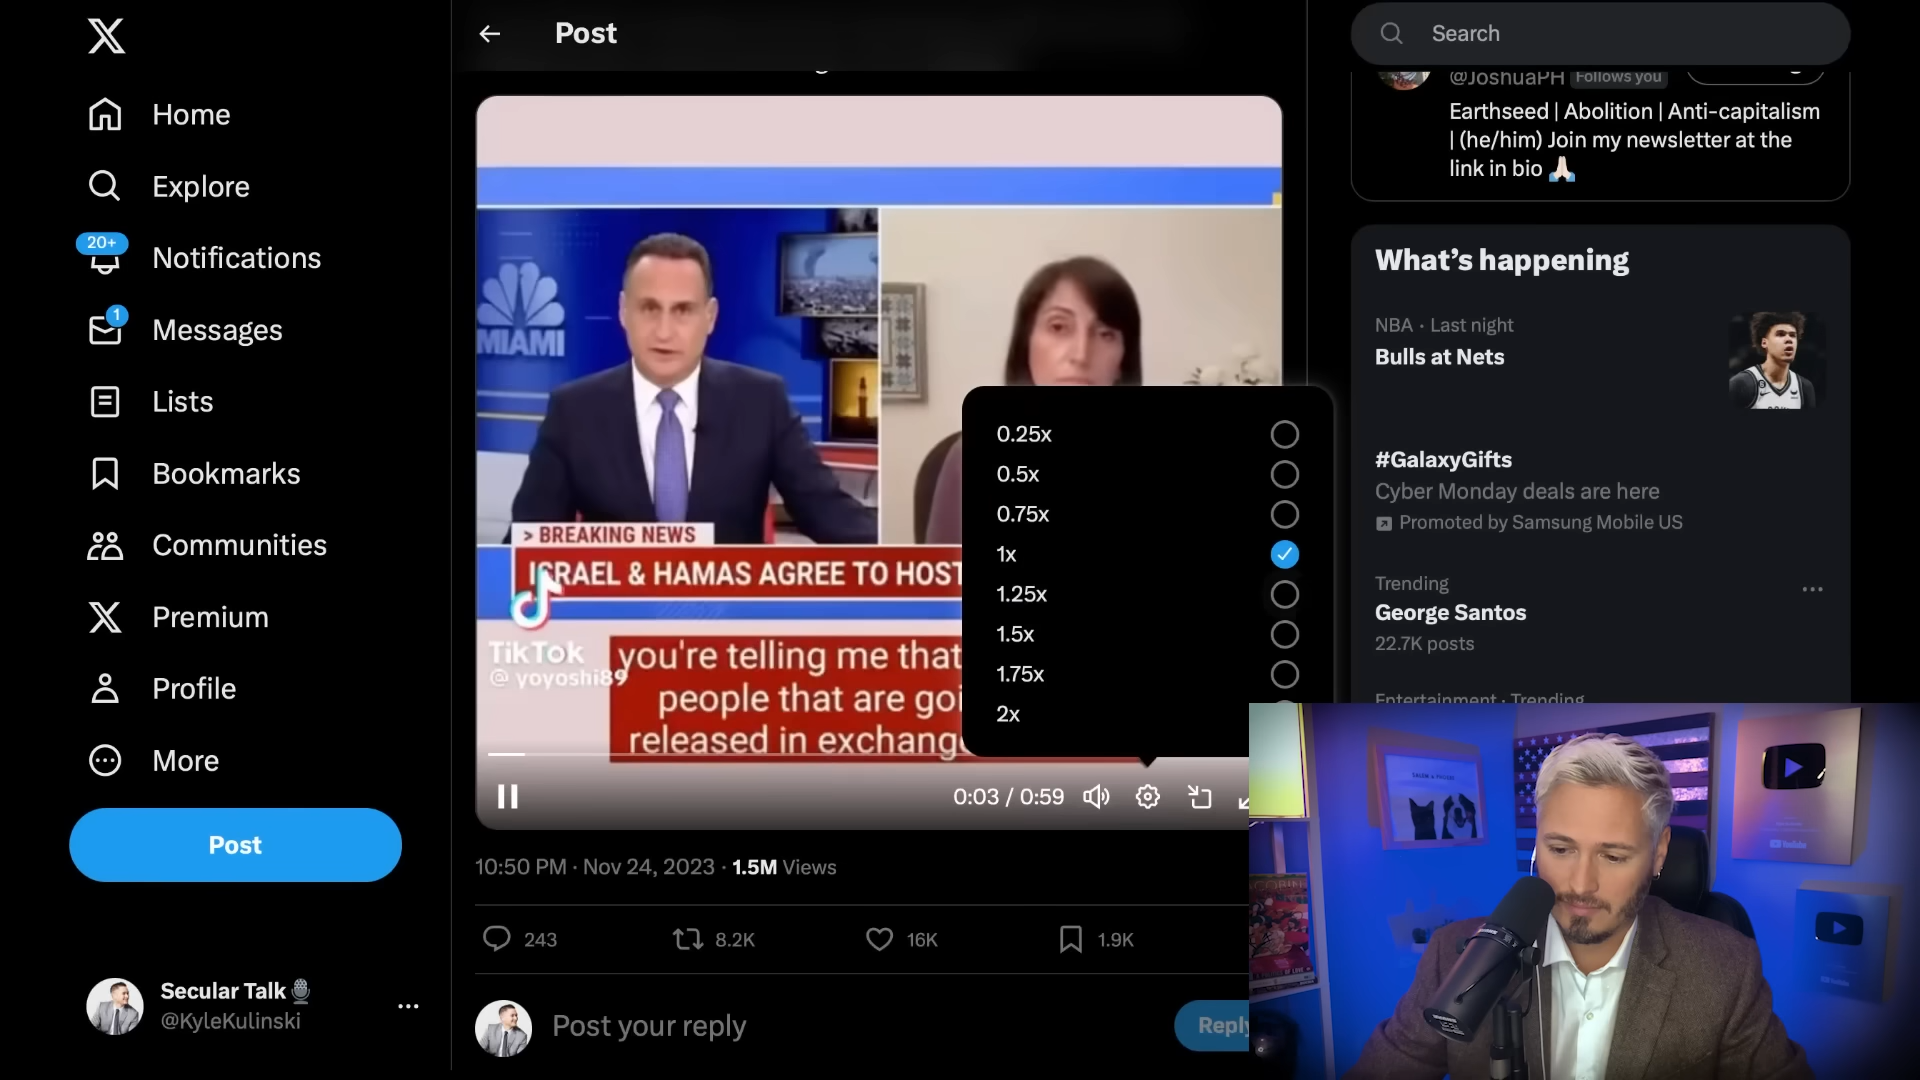 Home
Explore
20+
Notifications
1
Messages
Lists
Bookmarks
Communities
Premium
Profile
More
Post
Secular Talk
@KyleKulinski
Post
MIAMI
> BREAKING NEWS
ISRAEL & HAMAS AGREE TO HOST
TikTok
@ yoyoshi89
you're telling me that
people that are goi
released in exchang
0.25x
0.5x
0.75x
1x
1.25x
1.5x
1.75x
2x
0:03 / 0:59
10:50 PM · Nov 24, 2023 · 1.5M Views
243
8.2K
16K
1.9K
Post your reply
Reply
Search
@JoshuaPH Follows you
Earthseed | Abolition | Anti-capitalism
| (he/him) Join my newsletter at the
link in bio
What's happening
NBA · Last night
Bulls at Nets
#GalaxyGifts
Cyber Monday deals are here
Promoted by Samsung Mobile US
Trending
George Santos
22.7K posts
Entertainment · Trending
YouTube